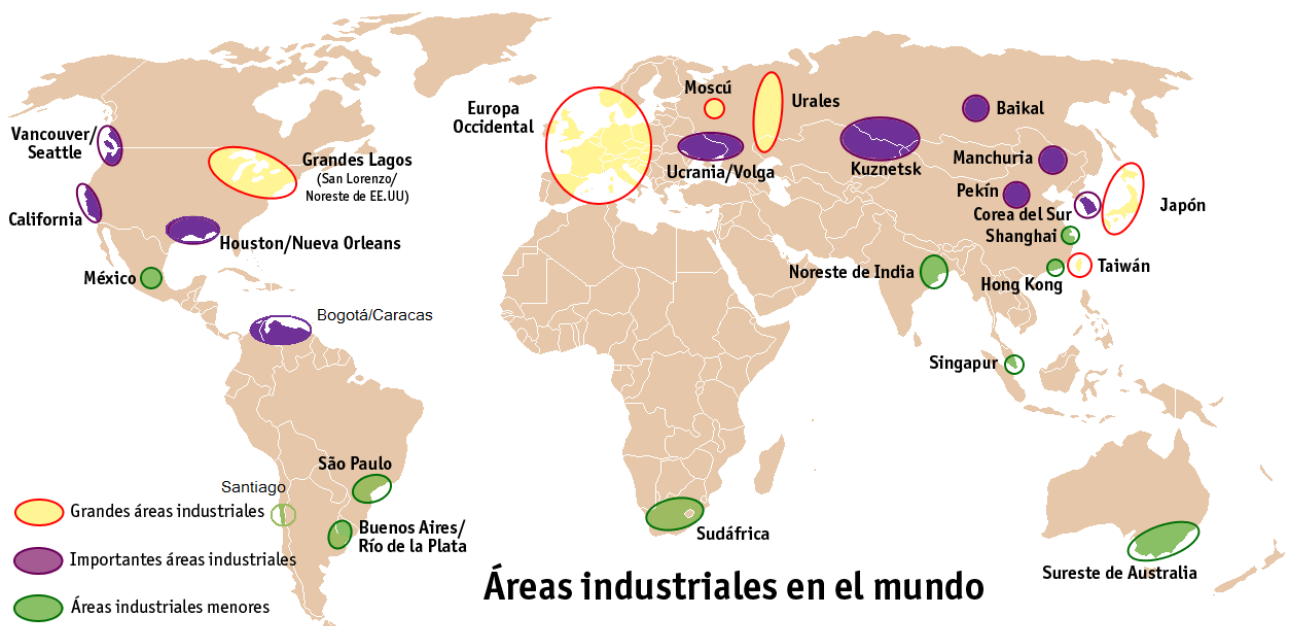 Vancouver/
Seattle
California
Grandes Lagos
(San Lorenzo/
Noreste de EE.UU)
Houston/Nueva Orleans
México
Bogotá/Caracas
São Paulo
Santiago
Buenos Aires/
Río de la Plata
Europa
Occidental
Moscú
Urales
Ucrania/Volga
Kuznetsk
Baikal
Manchuria
Pekín
Corea del Sur
Shanghai
Japón
Noreste de India
Hong Kong
Taiwán
Singapur
Sudáfrica
Sureste de Australia
Grandes áreas industriales
Importantes áreas industriales
Áreas industriales menores
Áreas industriales en el mundo